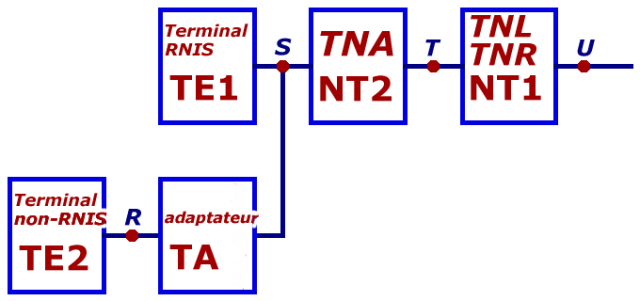 Terminal
RNIS
TE1
S
TNA
NT2
T
TNL
TNR
NT1
U
Terminal
non-RNIS
TE2
R
adaptateur
TA